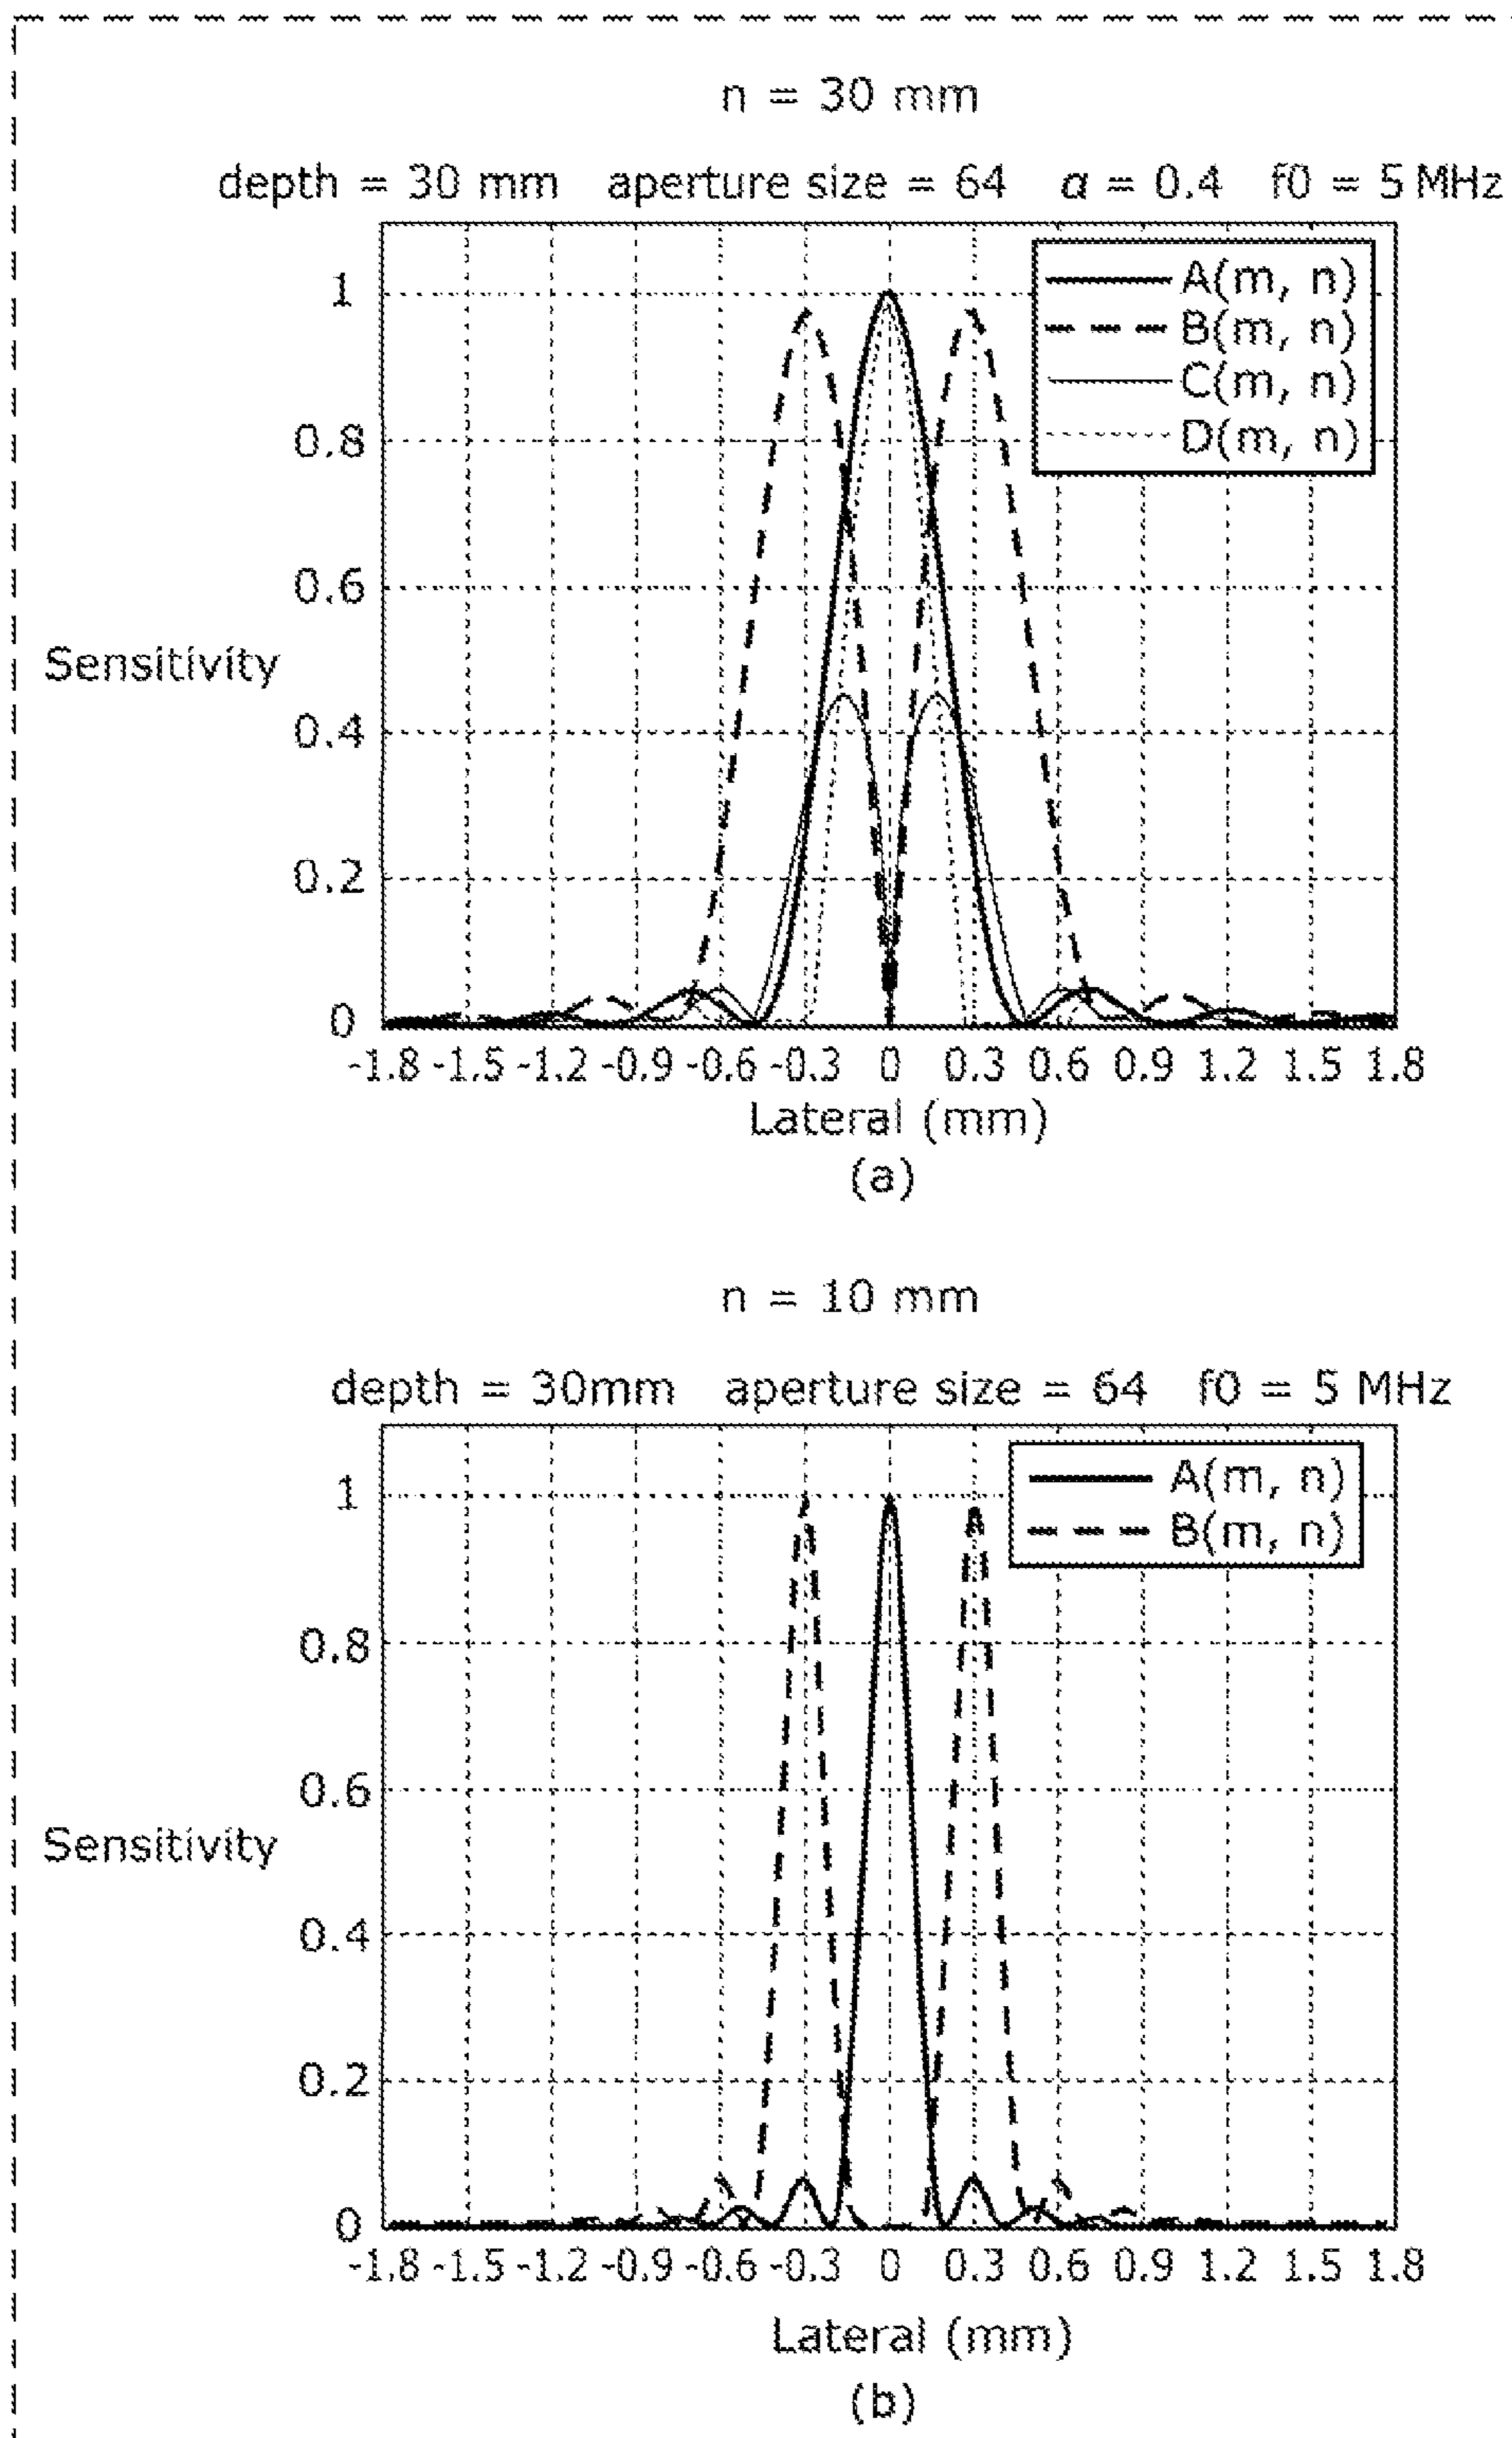 n = 30 mm
depth = 30 mm aperture size = 64 α = 0.4 f0 = 5 MHz
A(m, n)
B(m, n)
C(m, n)
D(m, n)
1
0.8
0.6
0.4
0.2
0
Sensitivity
-1.8 -1.5 -1.2 -0.9 -0.6 -0.3 0 0.3 0.6 0.9 1.2 1.5 1.8
Lateral (mm)
(a)
n = 10 mm
depth = 30mm aperture size = 64 f0 = 5 MHz
A(m, n)
B(m, n)
1
0.8
0.6
0.4
0.2
0
Sensitivity
-1.8 -1.5 -1.2 -0.9 -0.6 -0.3 0 0.3 0.6 0.9 1.2 1.5 1.8
Lateral (mm)
(b)